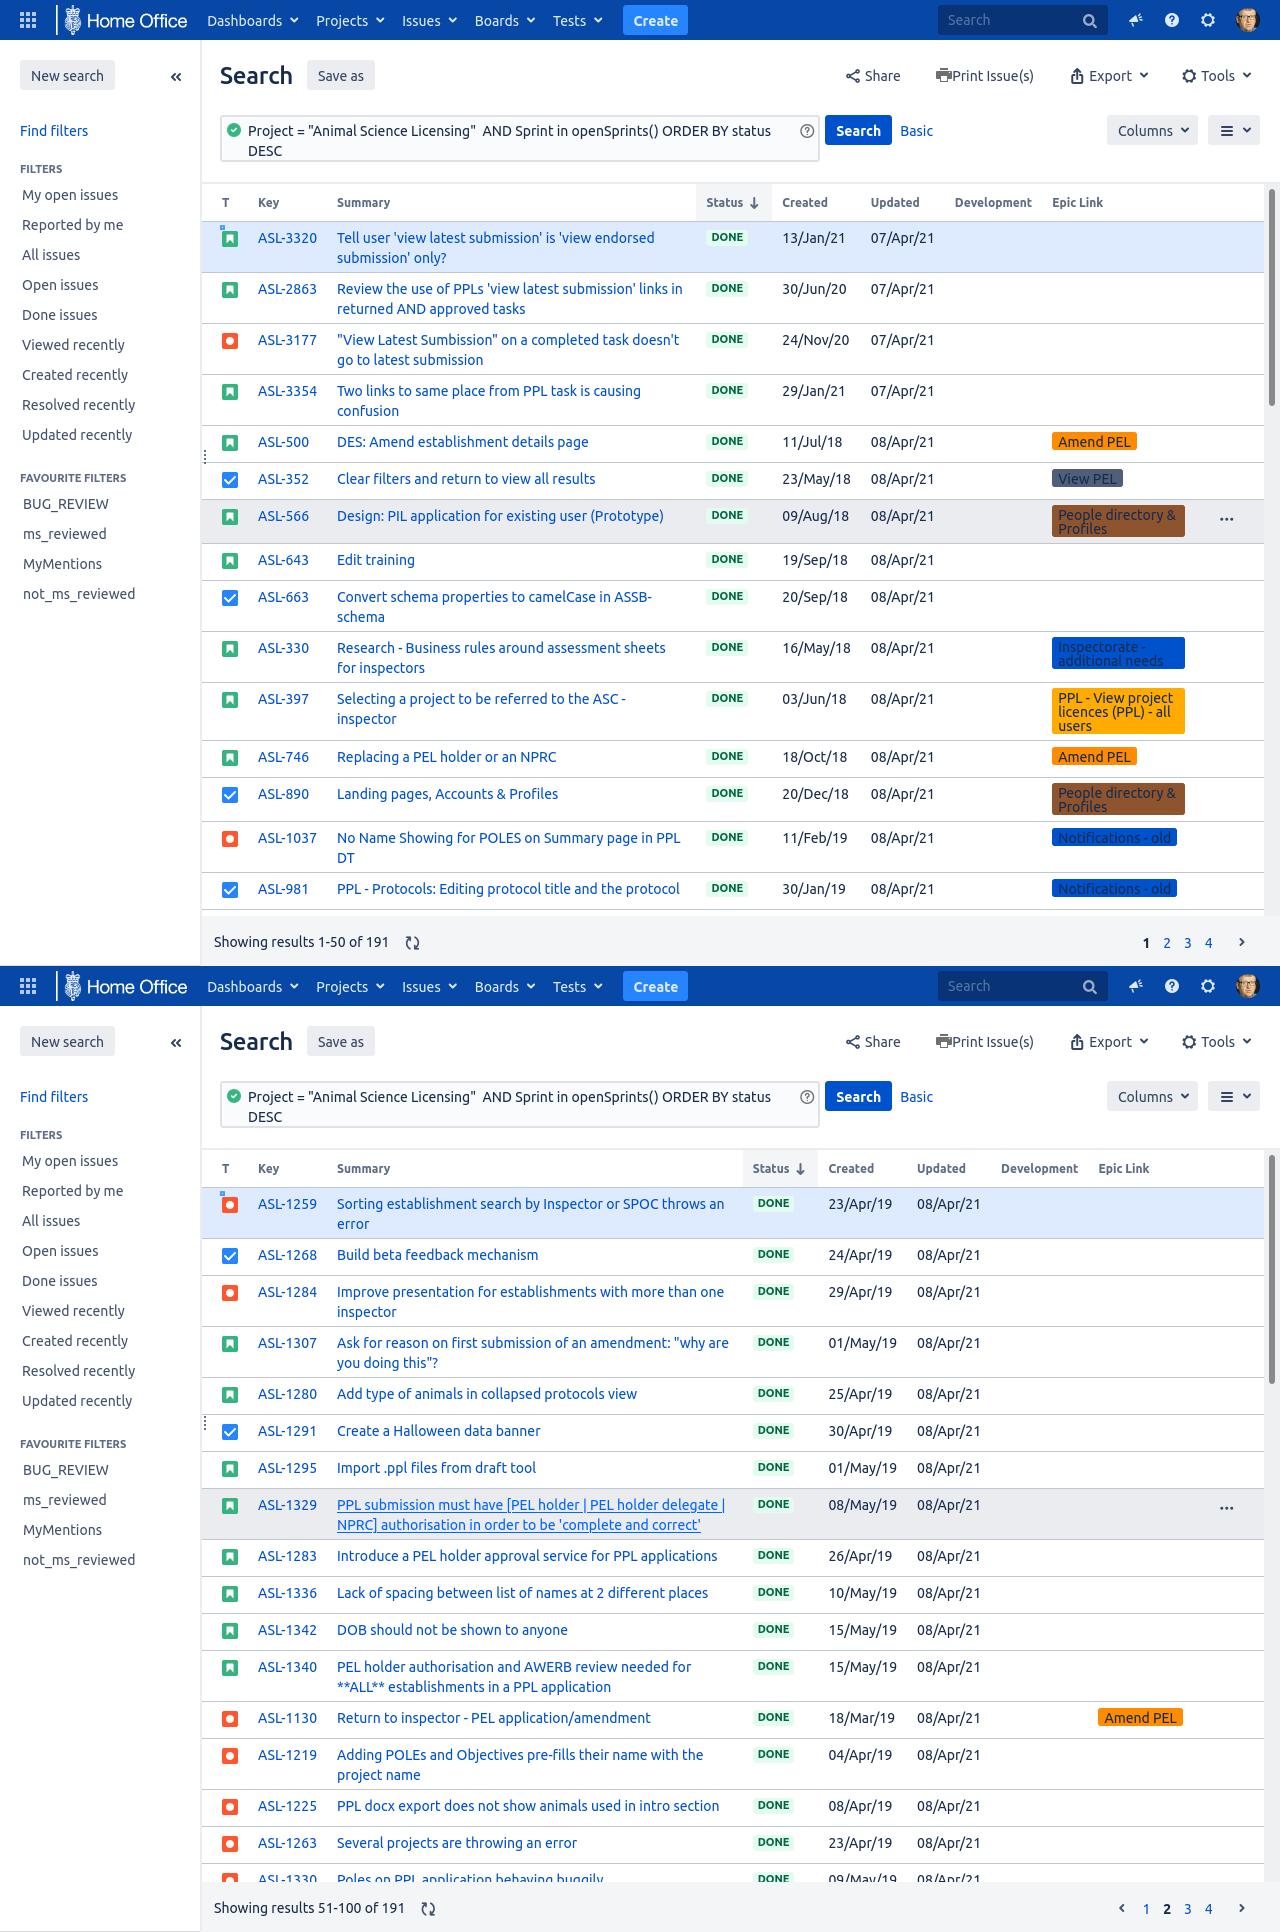 Home Office Dashboards Projects Issues Boards Tests Create Search
New search
Search Save as Share Print Issue(s) Export Tools
Find filters
Project = "Animal Science Licensing"  AND Sprint in openSprints() ORDER BY status
DESC
Search Basic Columns
FILTERS
My open issues
Reported by me
All issues
Open issues
Done issues
Viewed recently
Created recently
Resolved recently
Updated recently
FAVOURITE FILTERS
BUG_REVIEW
ms_reviewed
MyMentions
not_ms_reviewed
T Key Summary Status Created Updated Development Epic Link
ASL-3320 Tell user 'view latest submission' is 'view endorsed DONE 13/Jan/21 07/Apr/21
submission' only?
ASL-2863 Review the use of PPLs 'view latest submission' links in DONE 30/Jun/20 07/Apr/21
returned AND approved tasks
ASL-3177 "View Latest Sumbission" on a completed task doesn't DONE 24/Nov/20 07/Apr/21
go to latest submission
ASL-3354 Two links to same place from PPL task is causing DONE 29/Jan/21 07/Apr/21
confusion
ASL-500 DES: Amend establishment details page DONE 11/Jul/18 08/Apr/21 Amend PEL
ASL-352 Clear filters and return to view all results DONE 23/May/18 08/Apr/21 View PEL
ASL-566 Design: PIL application for existing user (Prototype) DONE 09/Aug/18 08/Apr/21 People directory &
Profiles
ASL-643 Edit training DONE 19/Sep/18 08/Apr/21
ASL-663 Convert schema properties to camelCase in ASSB- DONE 20/Sep/18 08/Apr/21
schema
ASL-330 Research - Business rules around assessment sheets DONE 16/May/18 08/Apr/21 Inspectorate -
for inspectors additional needs
ASL-397 Selecting a project to be referred to the ASC - DONE 03/Jun/18 08/Apr/21 PPL - View project
inspector licences (PPL) - all
users
ASL-746 Replacing a PEL holder or an NPRC DONE 18/Oct/18 08/Apr/21 Amend PEL
ASL-890 Landing pages, Accounts & Profiles DONE 20/Dec/18 08/Apr/21 People directory &
Profiles
ASL-1037 No Name Showing for POLES on Summary page in PPL DONE 11/Feb/19 08/Apr/21 Notifications - old
DT
ASL-981 PPL - Protocols: Editing protocol title and the protocol DONE 30/Jan/19 08/Apr/21 Notifications - old
Showing results 1-50 of 191 1 2 3 4
Home Office Dashboards Projects Issues Boards Tests Create Search
New search
Search Save as Share Print Issue(s) Export Tools
Find filters
Project = "Animal Science Licensing"  AND Sprint in openSprints() ORDER BY status
DESC
Search Basic Columns
FILTERS
My open issues
Reported by me
All issues
Open issues
Done issues
Viewed recently
Created recently
Resolved recently
Updated recently
FAVOURITE FILTERS
BUG_REVIEW
ms_reviewed
MyMentions
not_ms_reviewed
T Key Summary Status Created Updated Development Epic Link
ASL-1259 Sorting establishment search by Inspector or SPOC throws an DONE 23/Apr/19 08/Apr/21
error
ASL-1268 Build beta feedback mechanism DONE 24/Apr/19 08/Apr/21
ASL-1284 Improve presentation for establishments with more than one DONE 29/Apr/19 08/Apr/21
inspector
ASL-1307 Ask for reason on first submission of an amendment: "why are DONE 01/May/19 08/Apr/21
you doing this"?
ASL-1280 Add type of animals in collapsed protocols view DONE 25/Apr/19 08/Apr/21
ASL-1291 Create a Halloween data banner DONE 30/Apr/19 08/Apr/21
ASL-1295 Import .ppl files from draft tool DONE 01/May/19 08/Apr/21
ASL-1329 PPL submission must have [PEL holder | PEL holder delegate | DONE 08/May/19 08/Apr/21
NPRC] authorisation in order to be 'complete and correct'
ASL-1283 Introduce a PEL holder approval service for PPL applications DONE 26/Apr/19 08/Apr/21
ASL-1336 Lack of spacing between list of names at 2 different places DONE 10/May/19 08/Apr/21
ASL-1342 DOB should not be shown to anyone DONE 15/May/19 08/Apr/21
ASL-1340 PEL holder authorisation and AWERB review needed for DONE 15/May/19 08/Apr/21
**ALL** establishments in a PPL application
ASL-1130 Return to inspector - PEL application/amendment DONE 18/Mar/19 08/Apr/21 Amend PEL
ASL-1219 Adding POLEs and Objectives pre-fills their name with the DONE 04/Apr/19 08/Apr/21
project name
ASL-1225 PPL docx export does not show animals used in intro section DONE 08/Apr/19 08/Apr/21
ASL-1263 Several projects are throwing an error DONE 23/Apr/19 08/Apr/21
ASL-1330 Poles on PPL application behaving buggily DONE 09/May/19 08/Apr/21
Showing results 51-100 of 191 1 2 3 4